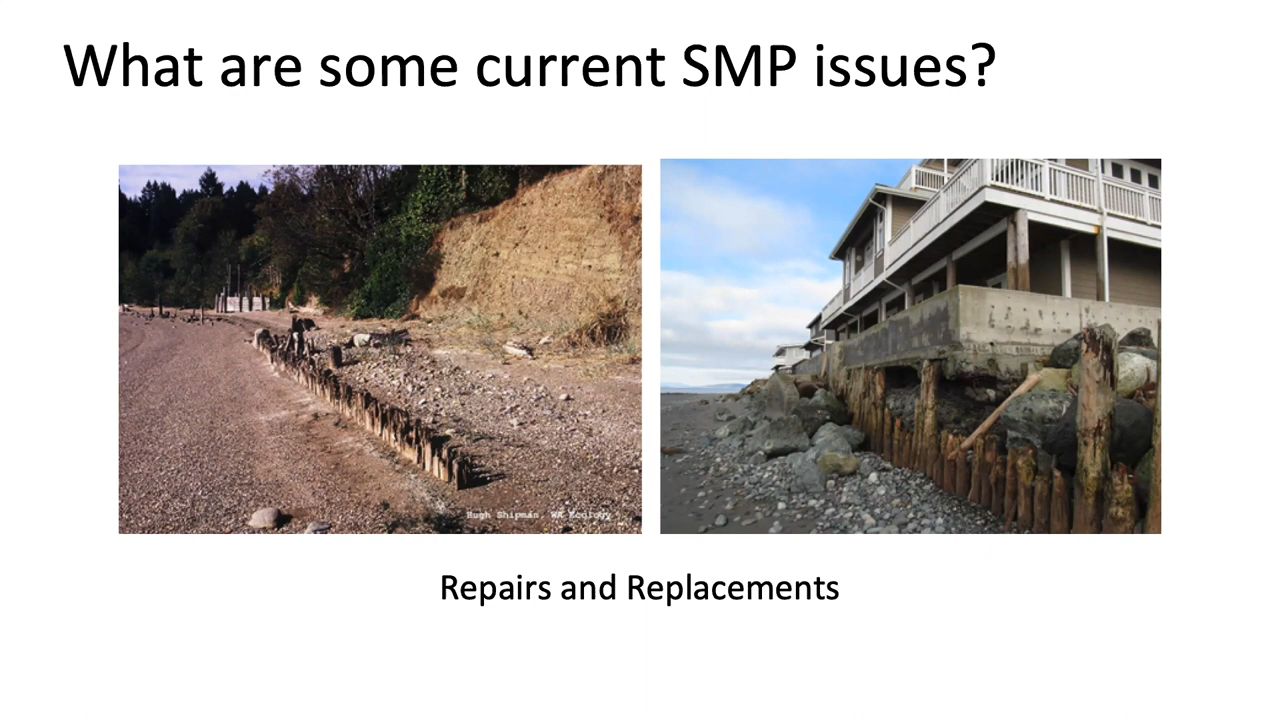 What are some current SMP issues?
Hugh Shipman, WA Ecology
Repairs and Replacements